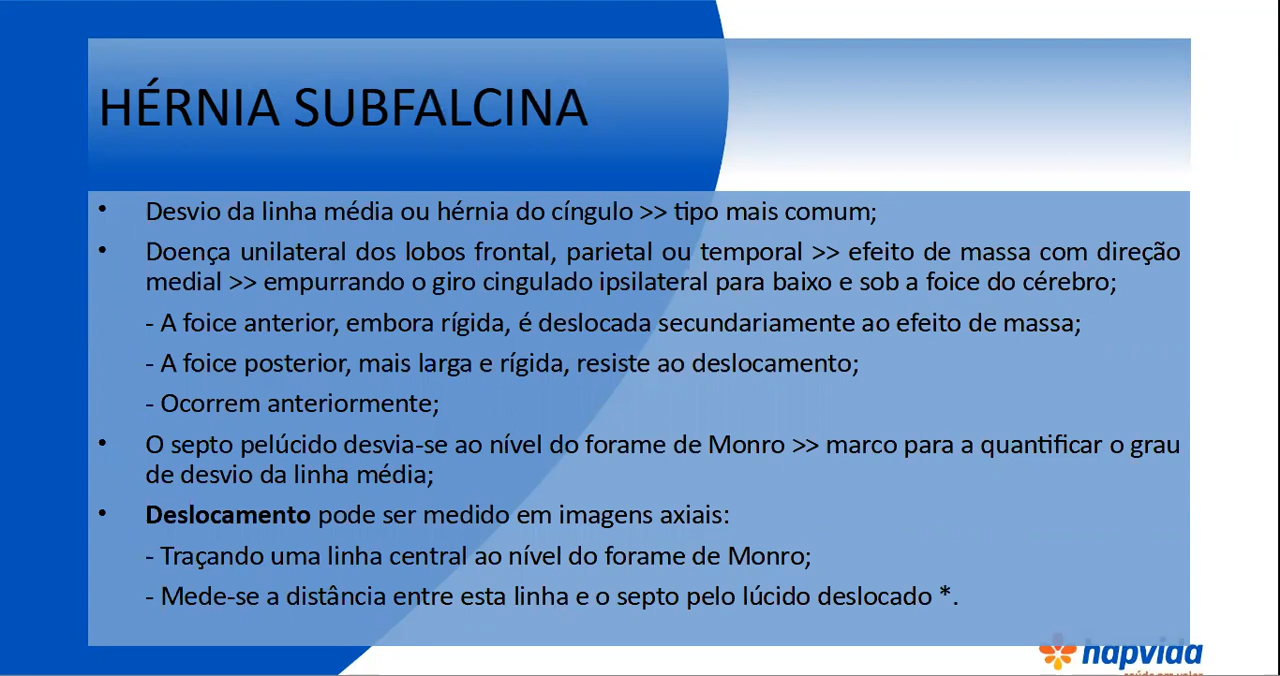 HÉRNIA SUBFALCINA
• Desvio da linha média ou hérnia do cíngulo >> tipo mais comum;
• Doença unilateral dos lobos frontal, parietal ou temporal >> efeito de massa com direção
medial >> empurrando o giro cingulado ipsilateral para baixo e sob a foice do cérebro;
- A foice anterior, embora rígida, é deslocada secundariamente ao efeito de massa;
- A foice posterior, mais larga e rígida, resiste ao deslocamento;
- Ocorrem anteriormente;
• O septo pelúcido desvia-se ao nível do forame de Monro >> marco para a quantificar o grau
de desvio da linha média;
• Deslocamento pode ser medido em imagens axiais:
- Traçando uma linha central ao nível do forame de Monro;
- Mede-se a distância entre esta linha e o septo pelo lúcido deslocado *.
hapvida